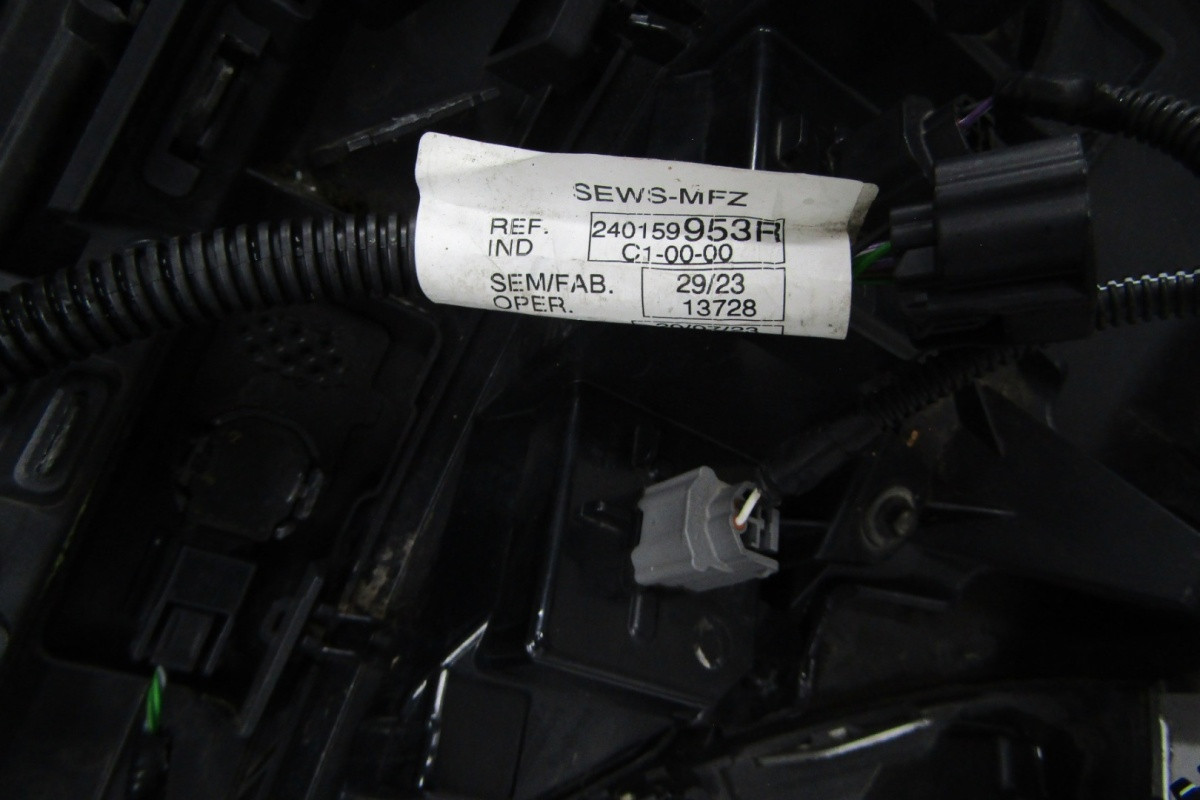 SEWS-MFZ
REF. 240159953R
IND C1-00-00
SEM/FAB. 29/23
OPER. 13728